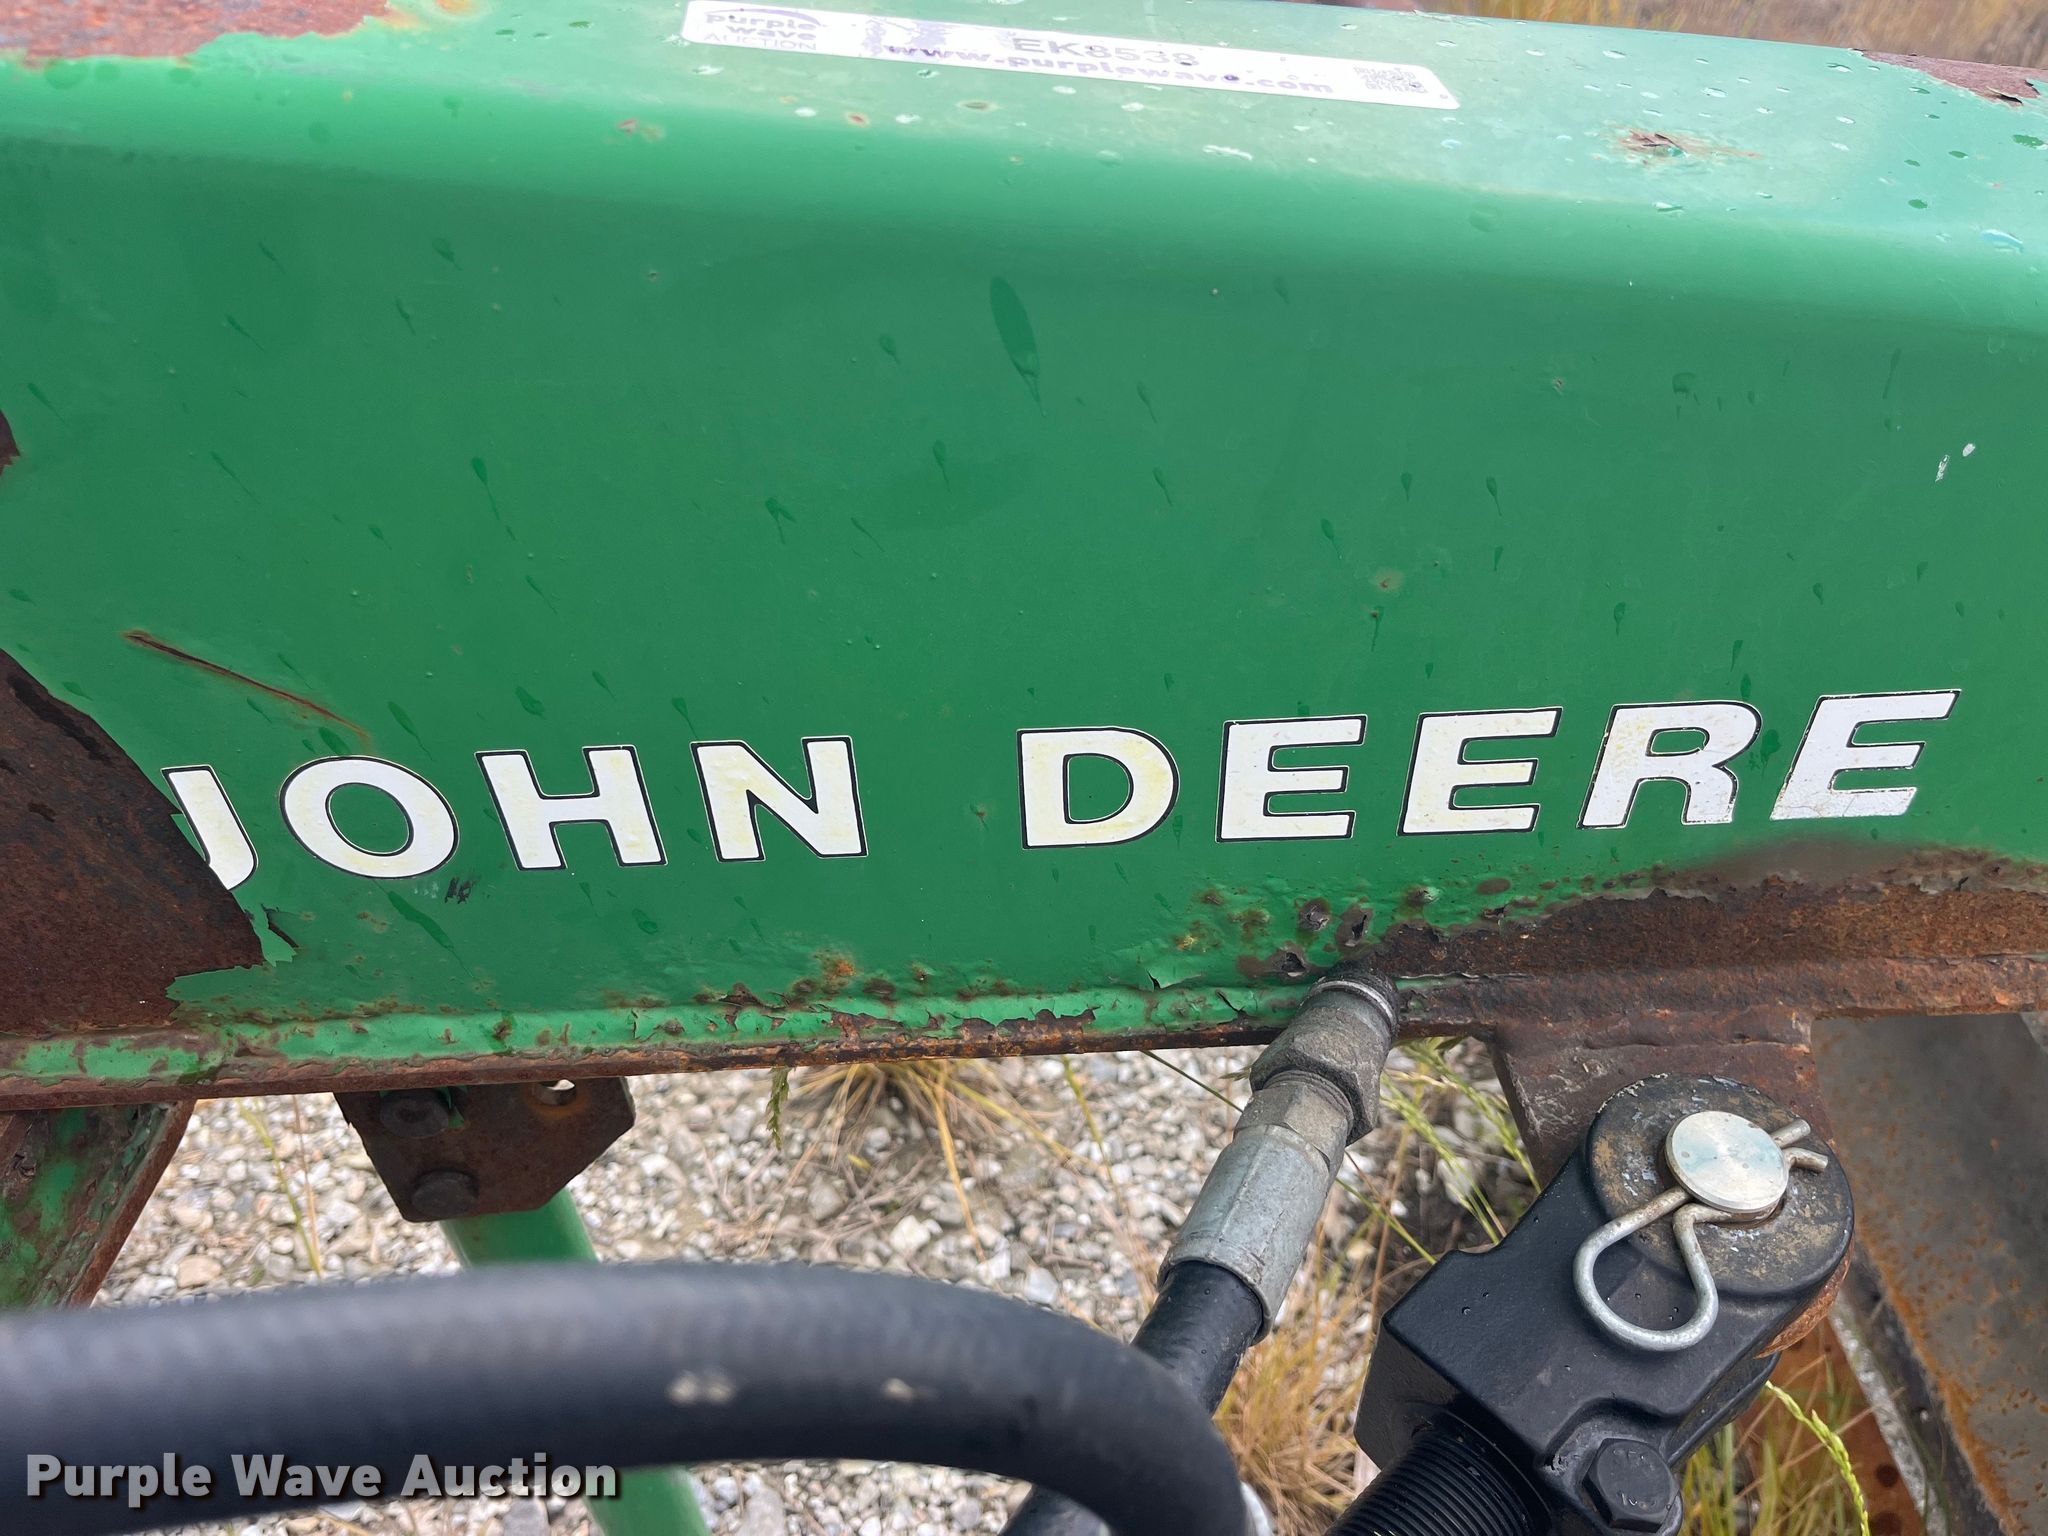 purple
wave
AUCTION
EK8538
www.purplewave.com
JOHN DEERE
Purple Wave Auction